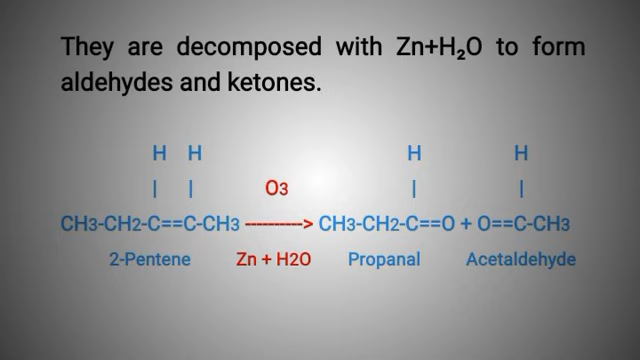 They are decomposed with Zn+H₂O to form
aldehydes and ketones.
H H H H
| | O3 | |
CH3-CH2-C==C-CH3 ----------> CH3-CH2-C==O + O==C-CH3
2-Pentene Zn + H2O Propanal Acetaldehyde